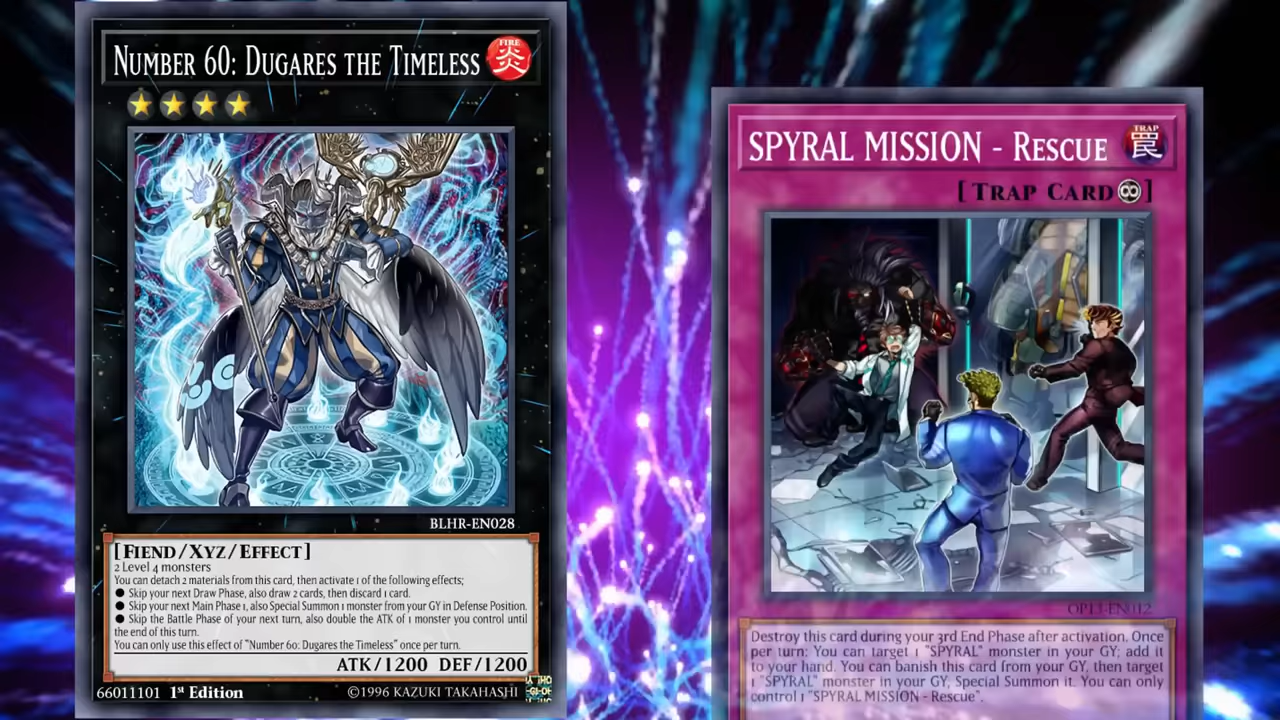 NUMBER 60: DUGARES THE TIMELESS
FIRE
炎
BLHR-EN028
[FIEND/XYZ/EFFECT]
2 Level 4 monsters
You can detach 2 materials from this card, then activate 1 of the following effects;
● Skip your next Draw Phase, also draw 2 cards, then discard 1 card.
● Skip your next Main Phase 1, also Special Summon 1 monster from your GY in Defense Position.
● Skip the Battle Phase of your next turn, also double the ATK of 1 monster you control until
the end of this turn.
You can only use this effect of "Number 60: Dugares the Timeless" once per turn.
ATK/1200 DEF/1200
66011101 1st Edition ©1996 KAZUKI TAKAHASHI
SPYRAL MISSION - RESCUE
TRAP
罠
[TRAP CARD]
OP11-EN012
Destroy this card during your 3rd End Phase after activation. Once
per turn: You can target 1 "SPYRAL" monster in your GY; add it
to your hand. You can banish this card from your GY, then target
1 "SPYRAL" monster in your GY, Special Summon it. You can only
control 1 "SPYRAL MISSION - Rescue".